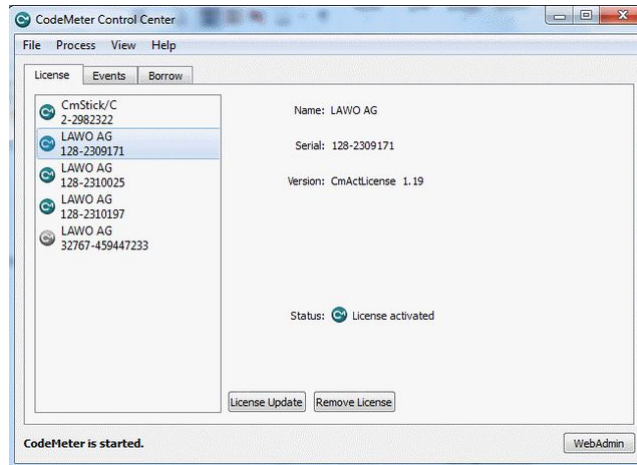 CodeMeter Control Center
File Process View Help
License Events Borrow
CmStick/C
2-2982322
LAWO AG
128-2309171
LAWO AG
128-2310025
LAWO AG
128-2310197
LAWO AG
32767-459447233
Name: LAWO AG
Serial: 128-2309171
Version: CmActLicense 1.19
Status: License activated
License Update Remove License
CodeMeter is started.
WebAdmin